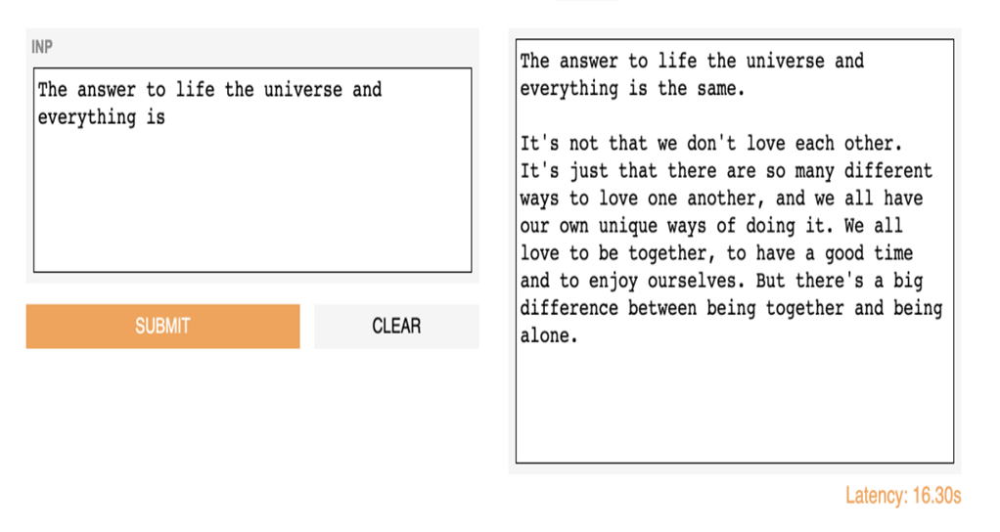 INP
The answer to life the universe and
everything is
SUBMIT
CLEAR
The answer to life the universe and
everything is the same.
It's not that we don't love each other.
It's just that there are so many different
ways to love one another, and we all have
our own unique ways of doing it. We all
love to be together, to have a good time
and to enjoy ourselves. But there's a big
difference between being together and being
alone.
Latency: 16.30s